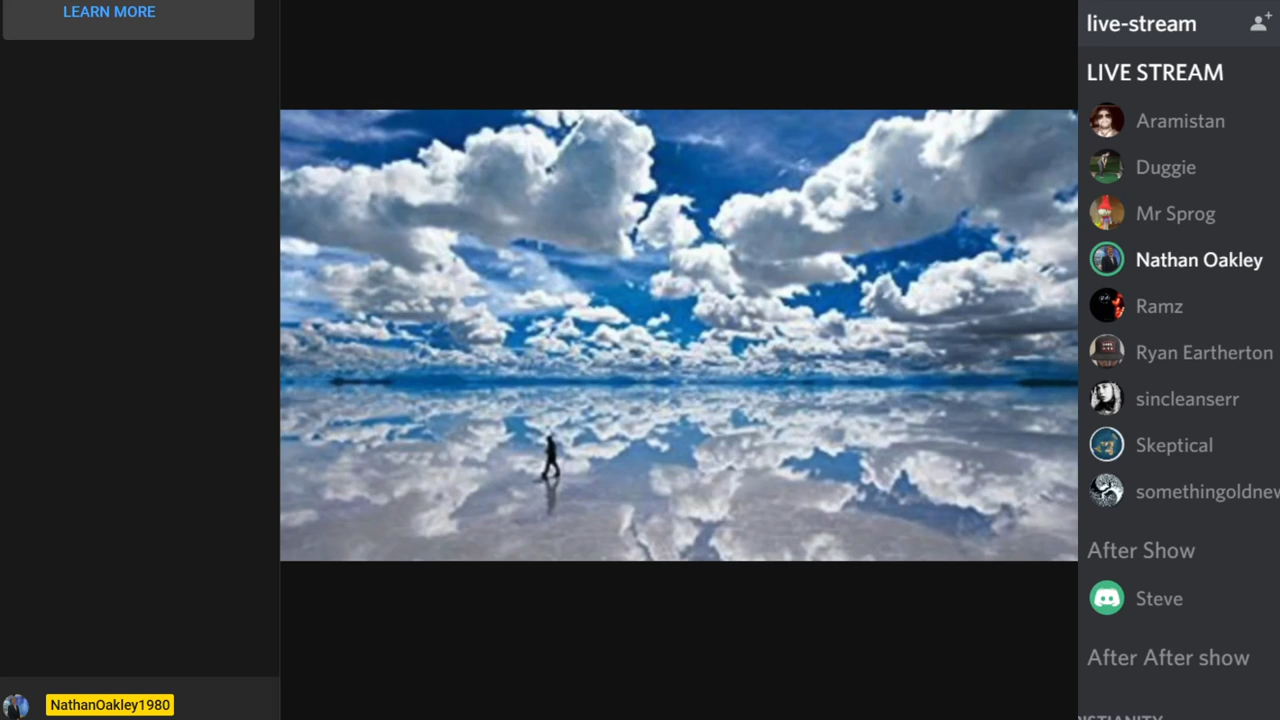 LEARN MORE
NathanOakley1980
live-stream
LIVE STREAM
Aramistan
Duggie
Mr Sprog
Nathan Oakley
Ramz
Ryan Eartherton
sincleanserr
Skeptical
somethingoldnew
After Show
Steve
After After show